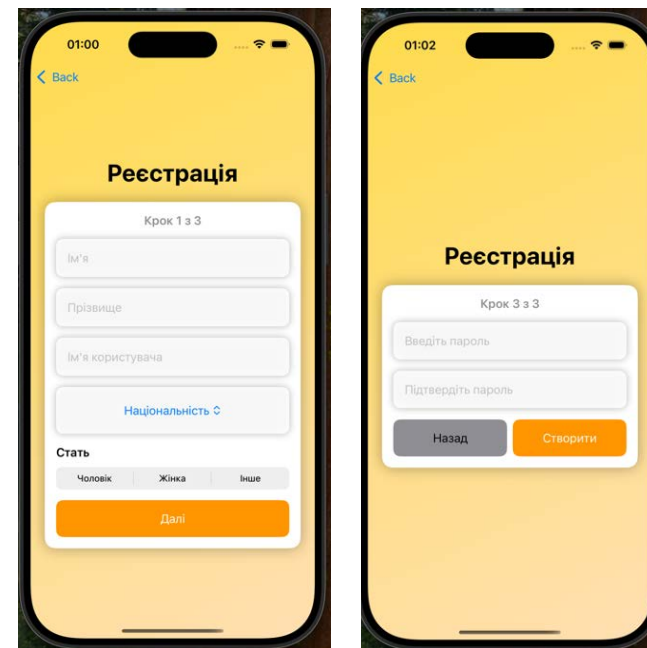 01:00
Back
Реєстрація
Крок 1 з 3
Ім'я
Прізвище
Ім'я користувача
Національність
Стать
Чоловік Жінка Інше
Далі
01:02
Back
Реєстрація
Крок 3 з 3
Введіть пароль
Підтвердіть пароль
Назад Створити